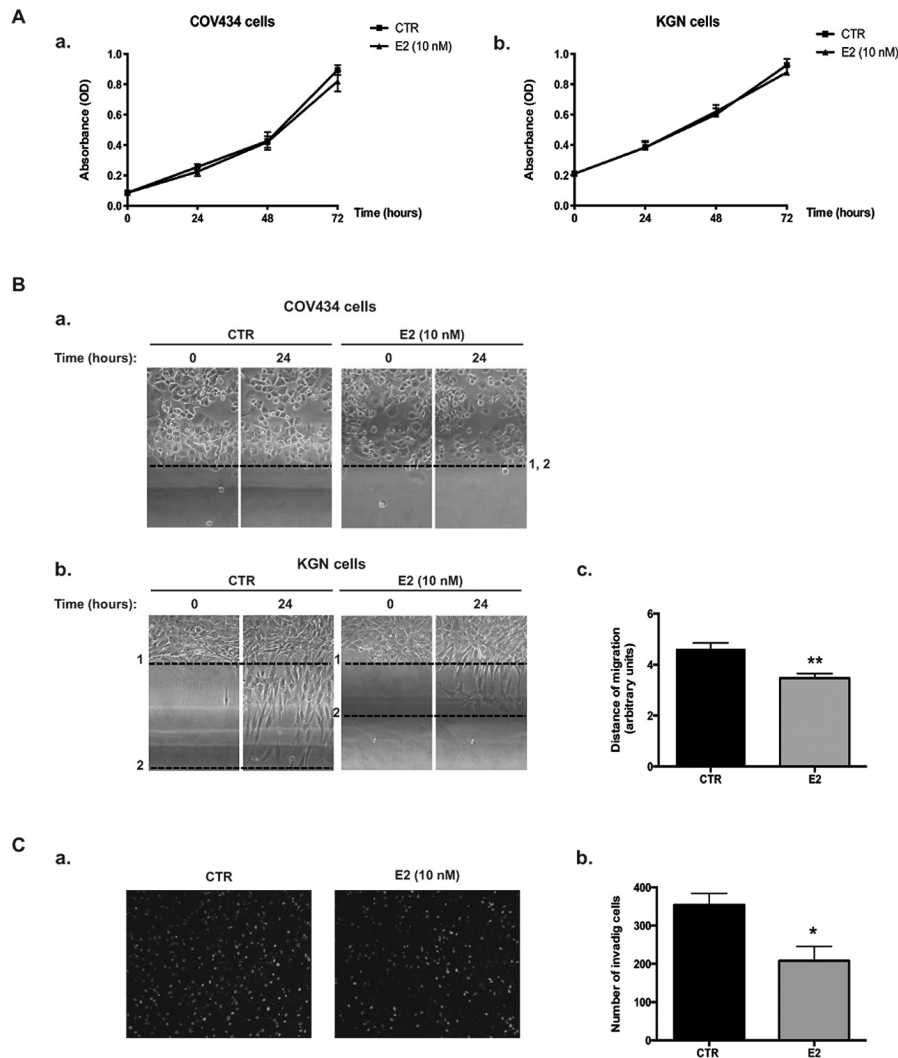 A
COV434 cells
a.
CTR
E2 (10 nM)
Absorbance (OD)
1.0
0.8
0.6
0.4
0.2
0.0
0 24 48 72
Time (hours)
KGN cells
b.
CTR
E2 (10 nM)
Absorbance (OD)
1.0
0.8
0.6
0.4
0.2
0.0
0 24 48 72
Time (hours)
B
COV434 cells
a.
CTR E2 (10 nM)
Time (hours): 0 24 0 24
1, 2
KGN cells
b.
CTR E2 (10 nM)
Time (hours): 0 24 0 24
1 1
2
2
c.
Distance of migration
(arbitrary units)
6
4
2
0
**
CTR E2
C
a.
CTR E2 (10 nM)
b.
Number of invadig cells
400
300
200
100
0
*
CTR E2